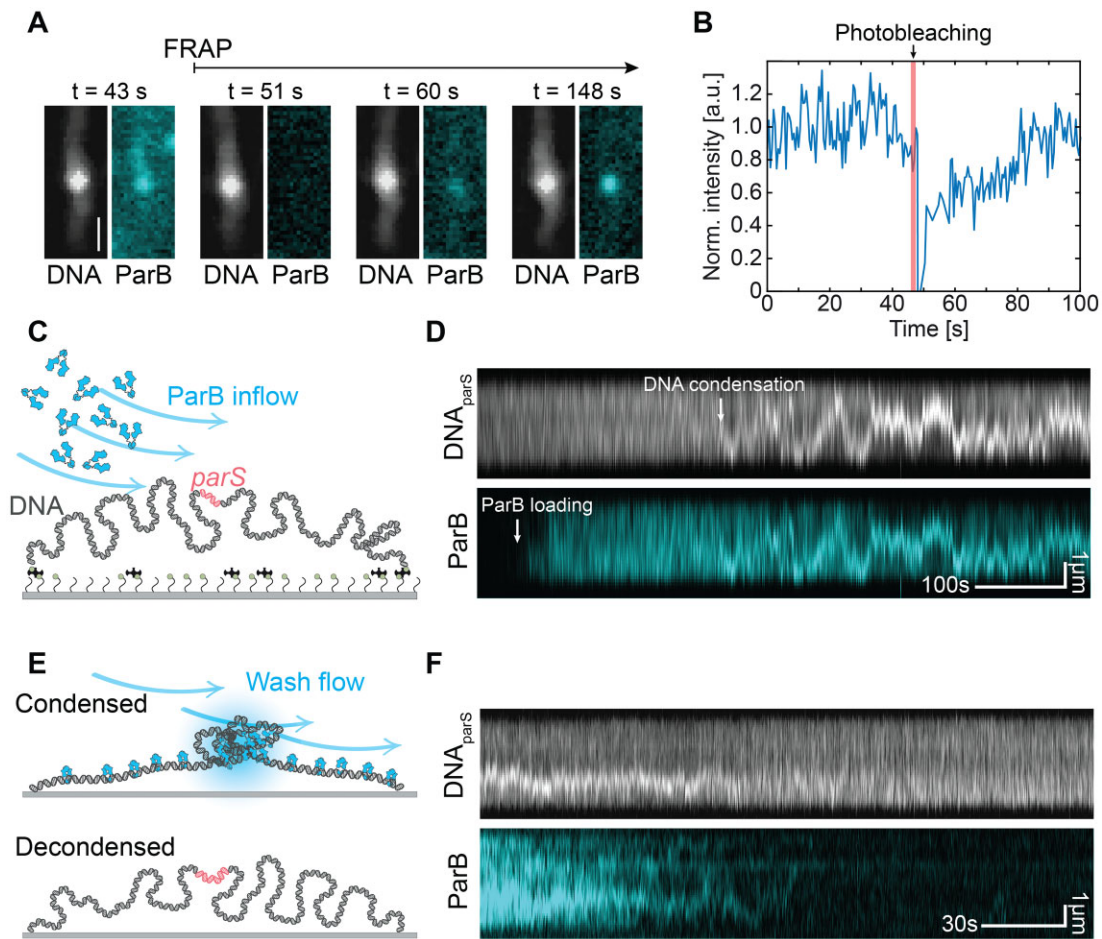 A
FRAP
t = 43 s
t = 51 s
t = 60 s
t = 148 s
DNA ParB
DNA ParB
DNA ParB
DNA ParB
B
Photobleaching
Norm. intensity [a.u.]
1.2
1.0
0.8
0.6
0.4
0.2
0
0 20 40 60 80 100
Time [s]
C
ParB inflow
parS
DNA
D
DNAparS
DNA condensation
ParB
ParB loading
100s
1µm
E
Condensed
Wash flow
Decondensed
F
DNAparS
ParB
30s
1µm